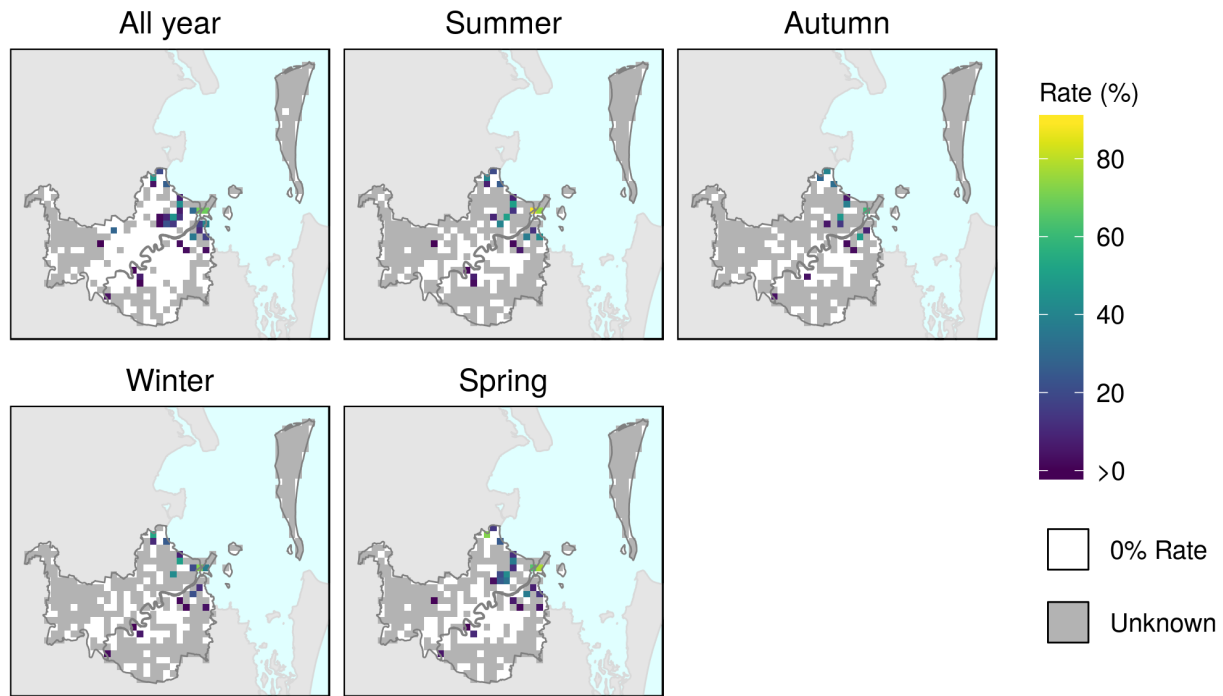 All year
Summer
Autumn
Rate (%)
80
60
40
20
>0
0% Rate
Unknown
Winter
Spring